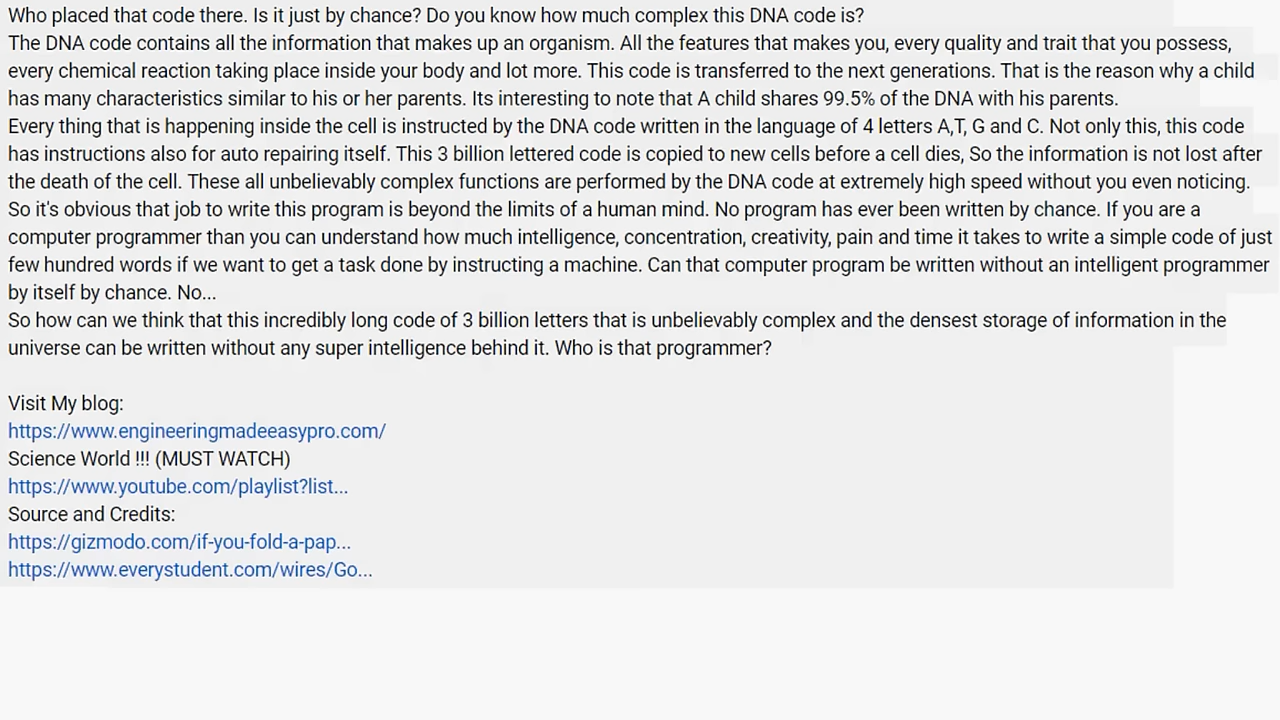 Who placed that code there. Is it just by chance? Do you know how much complex this DNA code is?
The DNA code contains all the information that makes up an organism. All the features that makes you, every quality and trait that you possess,
every chemical reaction taking place inside your body and lot more. This code is transferred to the next generations. That is the reason why a child
has many characteristics similar to his or her parents. Its interesting to note that A child shares 99.5% of the DNA with his parents.
Every thing that is happening inside the cell is instructed by the DNA code written in the language of 4 letters A,T, G and C. Not only this, this code
has instructions also for auto repairing itself. This 3 billion lettered code is copied to new cells before a cell dies, So the information is not lost after
the death of the cell. These all unbelievably complex functions are performed by the DNA code at extremely high speed without you even noticing.
So it's obvious that job to write this program is beyond the limits of a human mind. No program has ever been written by chance. If you are a
computer programmer than you can understand how much intelligence, concentration, creativity, pain and time it takes to write a simple code of just
few hundred words if we want to get a task done by instructing a machine. Can that computer program be written without an intelligent programmer
by itself by chance. No...
So how can we think that this incredibly long code of 3 billion letters that is unbelievably complex and the densest storage of information in the
universe can be written without any super intelligence behind it. Who is that programmer?
Visit My blog:
https://www.engineeringmadeeasypro.com/
Science World !!! (MUST WATCH)
https://www.youtube.com/playlist?list...
Source and Credits:
https://gizmodo.com/if-you-fold-a-pap...
https://www.everystudent.com/wires/Go...